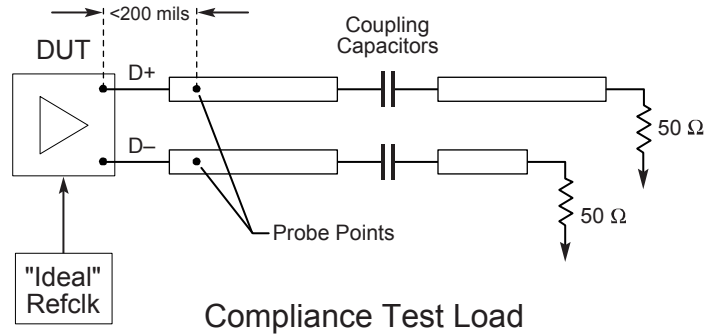 <200 mils
Coupling
Capacitors
DUT
D+
50 Ω
D–
50 Ω
Probe Points
"Ideal"
Refclk
Compliance Test Load